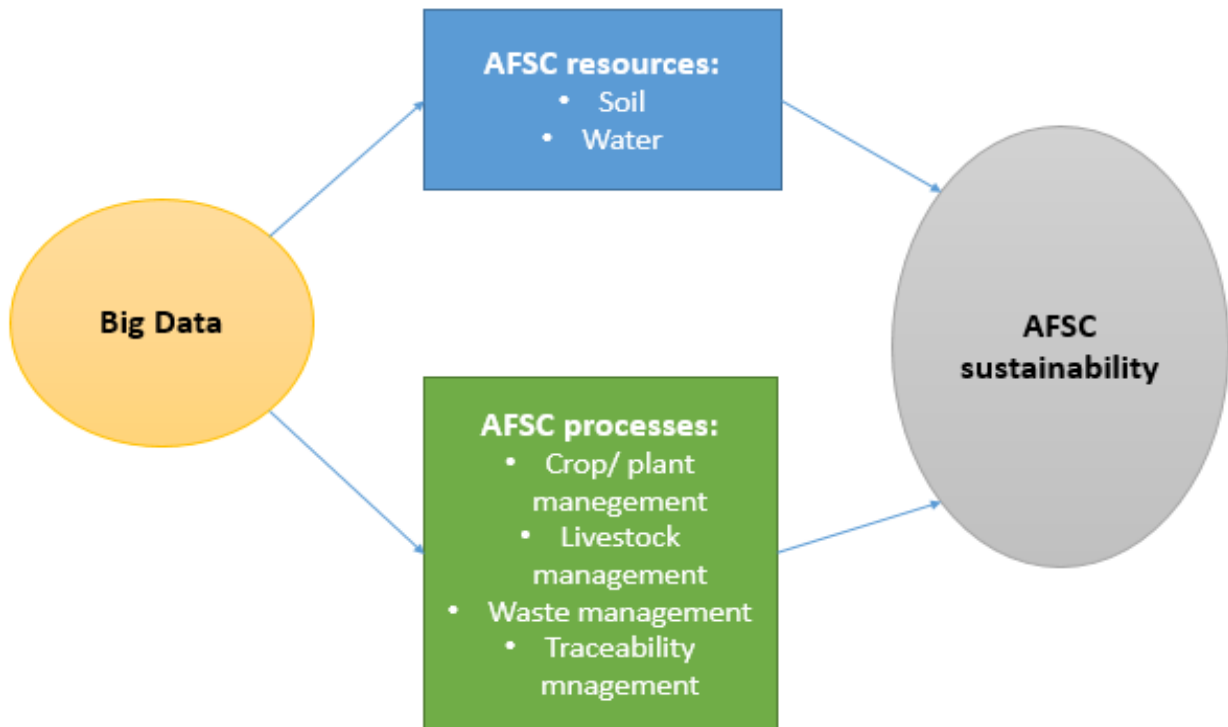 AFSC resources:
• Soil
• Water
Big Data
AFSC
sustainability
AFSC processes:
• Crop/ plant
manegement
• Livestock
management
• Waste management
• Traceability
mnagement